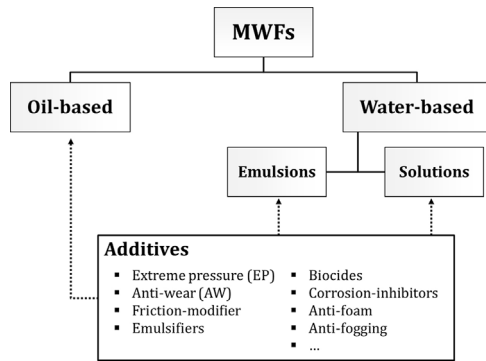 MWFs
Oil-based
Water-based
Emulsions
Solutions
Additives
▪ Extreme pressure (EP)
▪ Anti-wear (AW)
▪ Friction-modifier
▪ Emulsifiers
▪ Biocides
▪ Corrosion-inhibitors
▪ Anti-foam
▪ Anti-fogging
▪ ...